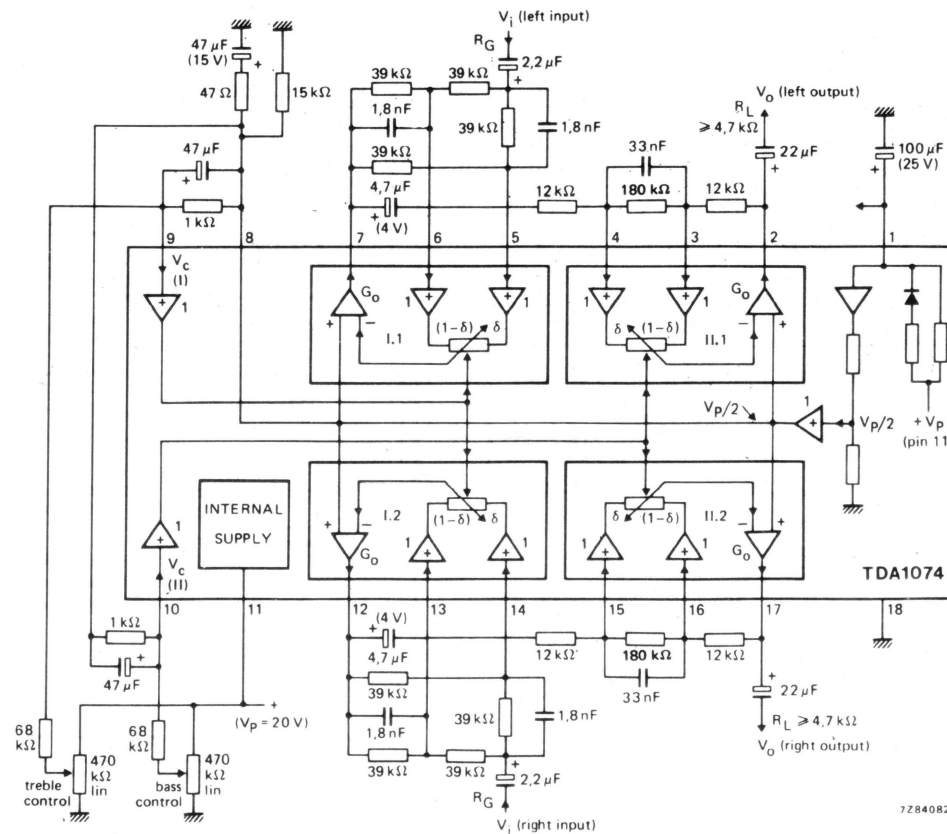 Vi (left input)
RG
2,2 µF
+
47 µF
(15 V)
+
47 Ω
15 kΩ
39 kΩ
39 kΩ
1,8 nF
39 kΩ
1,8 nF
39 kΩ
4,7 µF
+
(4 V)
Vo (left output)
RL
≥ 4,7 kΩ
22 µF
+
100 µF
(25 V)
+
47 µF
+
1 kΩ
33 nF
12 kΩ
180 kΩ
12 kΩ
9
8
7
6
5
4
3
2
1
Vc
(I)
1
Go
+
−
I.1
1
+
1
+
(1-δ)
δ
1
+
1
+
δ
(1-δ)
Go
−
+
II.1
VP/2
1
+
VP/2
+ VP
(pin 11)
INTERNAL
SUPPLY
1
+
Vc
(II)
+
−
Go
I.2
(1-δ)
δ
+
1
+
1
δ
(1-δ)
II.2
+
1
+
1
−
+
Go
TDA1074
10
11
12
13
14
15
16
17
18
1 kΩ
+
47 µF
(4 V)
+
4,7 µF
39 kΩ
1,8 nF
39 kΩ
39 kΩ
39 kΩ
1,8 nF
+
2,2 µF
RG
Vi (right input)
12 kΩ
180 kΩ
12 kΩ
33 nF
+
22 µF
RL ≥ 4,7 kΩ
Vo (right output)
+
(VP = 20 V)
68
kΩ
470
kΩ
lin
treble
control
68
kΩ
470
kΩ
lin
bass
control
7Z84082